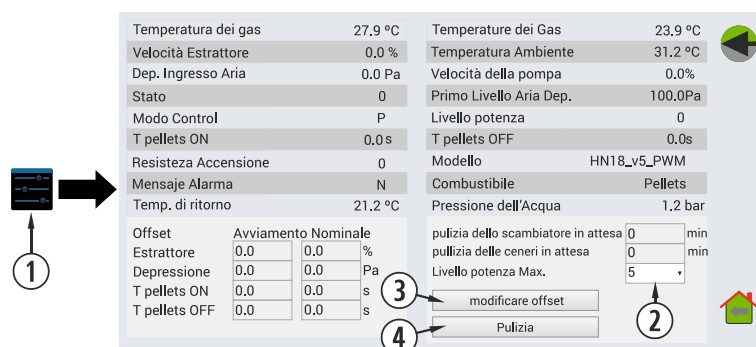 Temperatura dei gas 27.9 ºC
Velocità Estrattore 0.0 %
Dep. Ingresso Aria 0.0 Pa
Stato 0
Modo Control P
T pellets ON 0.0 s
Resisteza Accensione 0
Mensaje Alarma N
Temp. di ritorno 21.2 ºC
Temperature dei Gas 23.9 ºC
Temperatura Ambiente 31.2 ºC
Velocità della pompa 0.0%
Primo Livello Aria Dep. 100.0Pa
Livello potenza 0
T pellets OFF 0.0s
Modello HN18_v5_PWM
Combustibile Pellets
Pressione dell'Acqua 1.2 bar
Offset Avviamento Nominale
Estrattore 0.0 0.0 %
Depressione 0.0 0.0 Pa
T pellets ON 0.0 0.0 s
T pellets OFF 0.0 0.0 s
pulizia dello scambiatore in attesa 0 min
pullizia delle ceneri in attesa 0 min
Livello potenza Max. 5
modificare offset
Pulizia
1
2
3
4